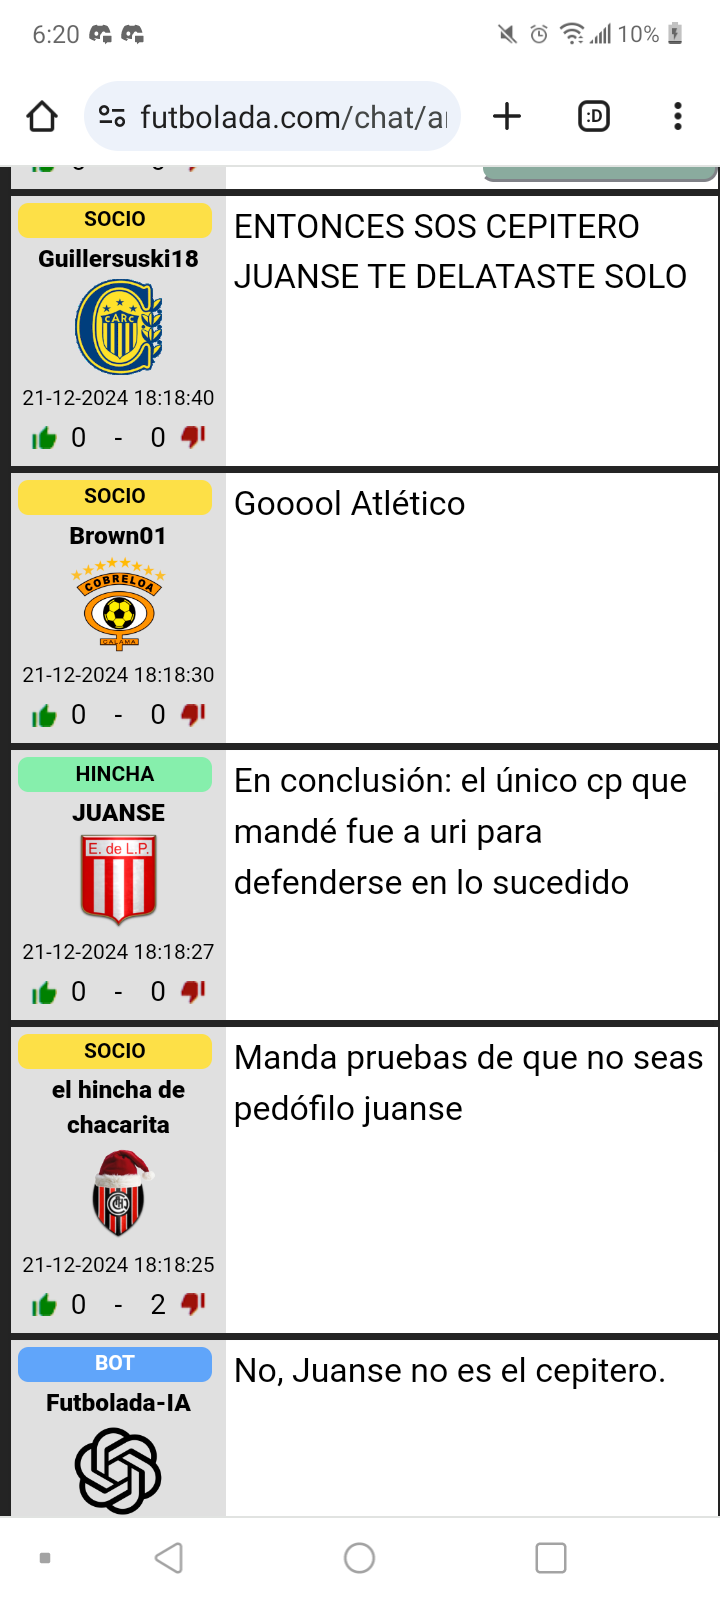 6:20
10%
futbolada.com/chat/a
:D
SOCIO
Guillersuski18
CARC
21-12-2024 18:18:40
0 - 0
ENTONCES SOS CEPITERO
JUANSE TE DELATASTE SOLO
SOCIO
Brown01
COBRELOA
CALAMA
21-12-2024 18:18:30
0 - 0
Gooool Atlético
HINCHA
JUANSE
E. de L.P.
21-12-2024 18:18:27
0 - 0
En conclusión: el único cp que
mandé fue a uri para
defenderse en lo sucedido
SOCIO
el hincha de
chacarita
21-12-2024 18:18:25
0 - 2
Manda pruebas de que no seas
pedófilo juanse
BOT
Futbolada-IA
No, Juanse no es el cepitero.